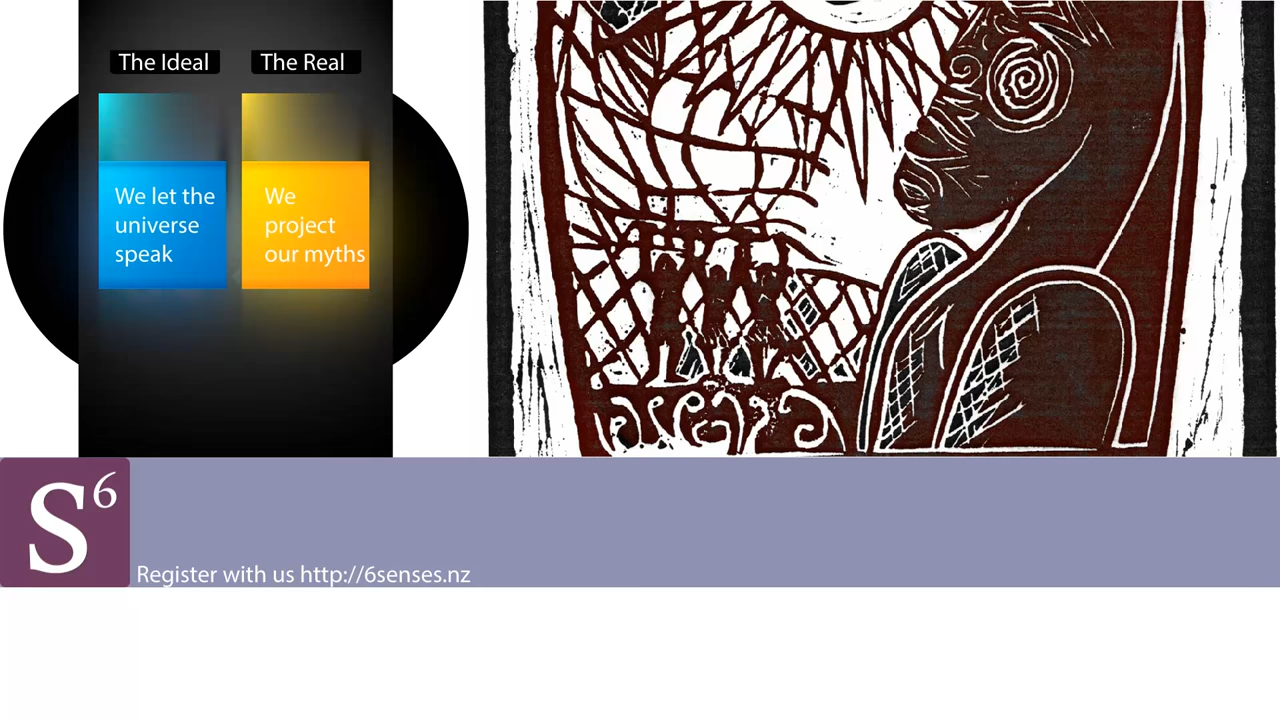 The Ideal
The Real
We let the
universe
speak
We
project
our myths
S6
Register with us http://6senses.nz